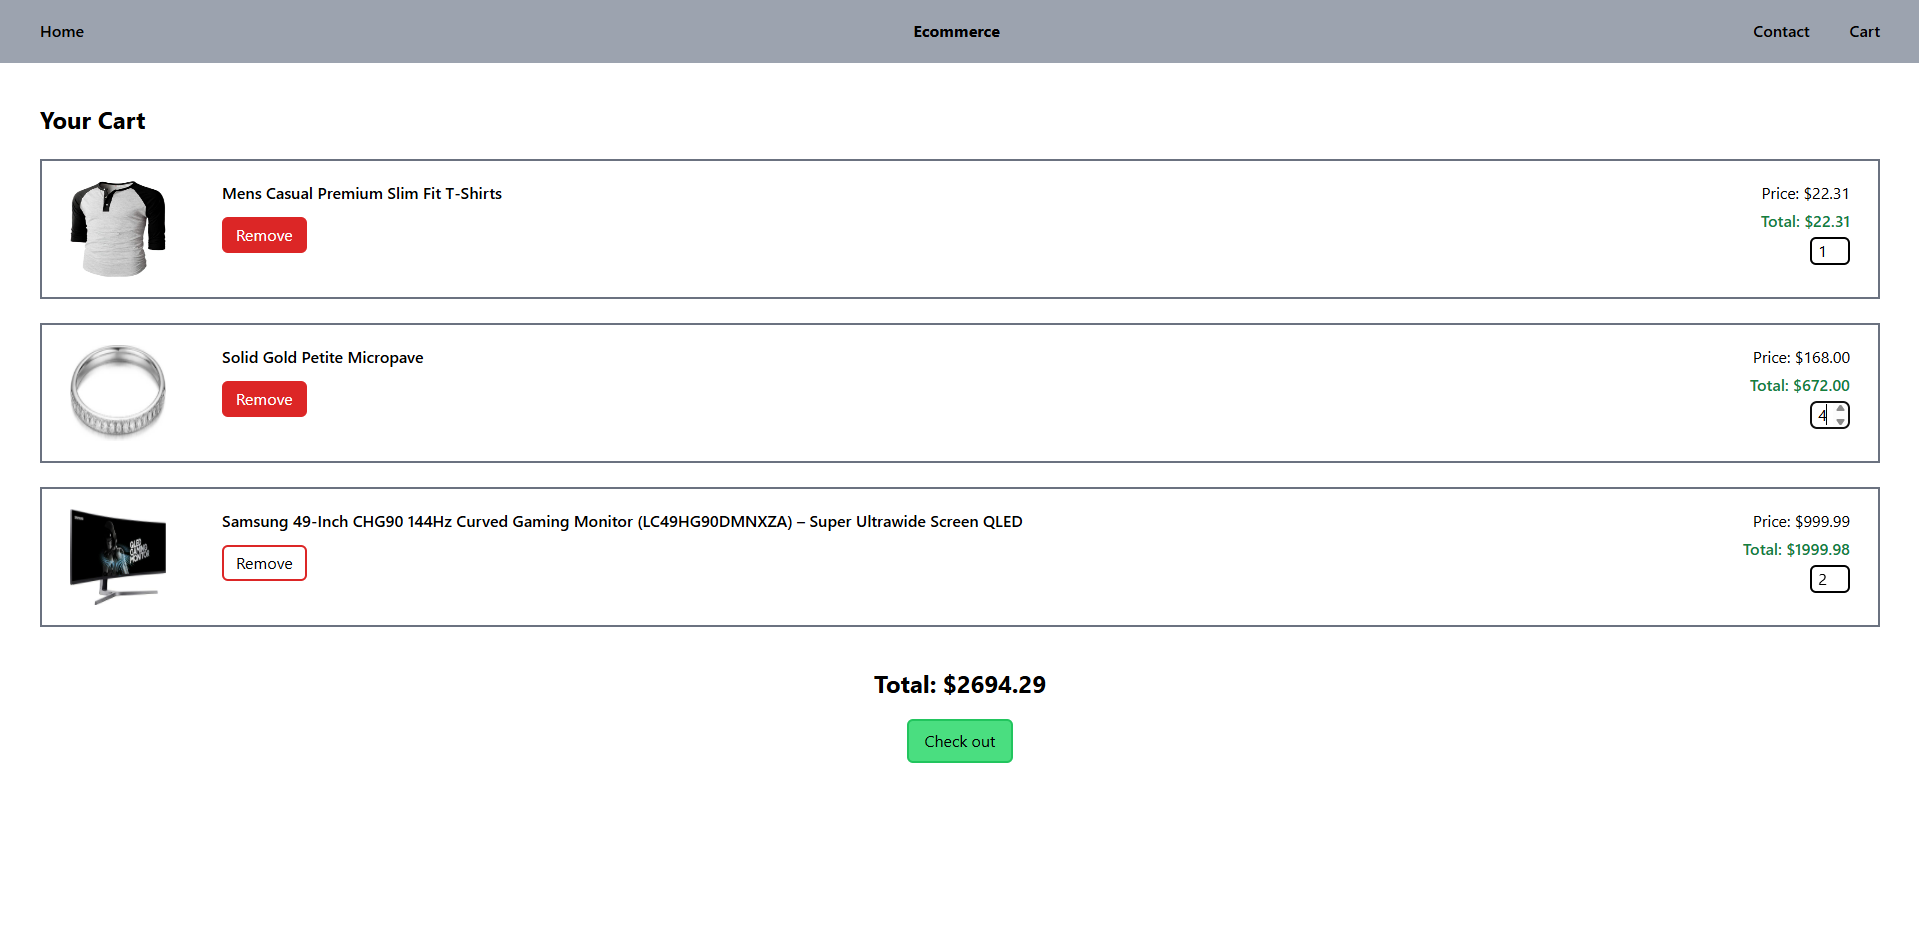 Home
Ecommerce
Contact
Cart
Your Cart
Mens Casual Premium Slim Fit T-Shirts
Remove
Price: $22.31
Total: $22.31
1
Solid Gold Petite Micropave
Remove
Price: $168.00
Total: $672.00
4
QLED
GAMING
MONITOR
Samsung 49-Inch CHG90 144Hz Curved Gaming Monitor (LC49HG90DMNXZA) – Super Ultrawide Screen QLED
Remove
Price: $999.99
Total: $1999.98
2
Total: $2694.29
Check out